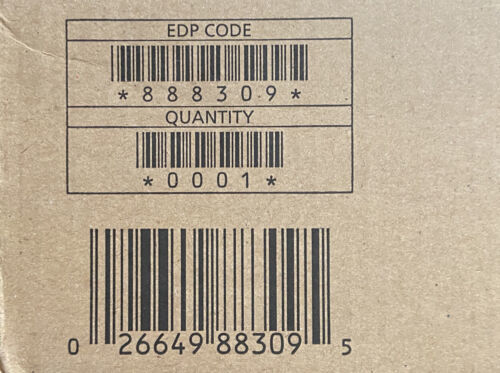 EDP CODE
*888309*
QUANTITY
*0001*
0 26649 88309 5